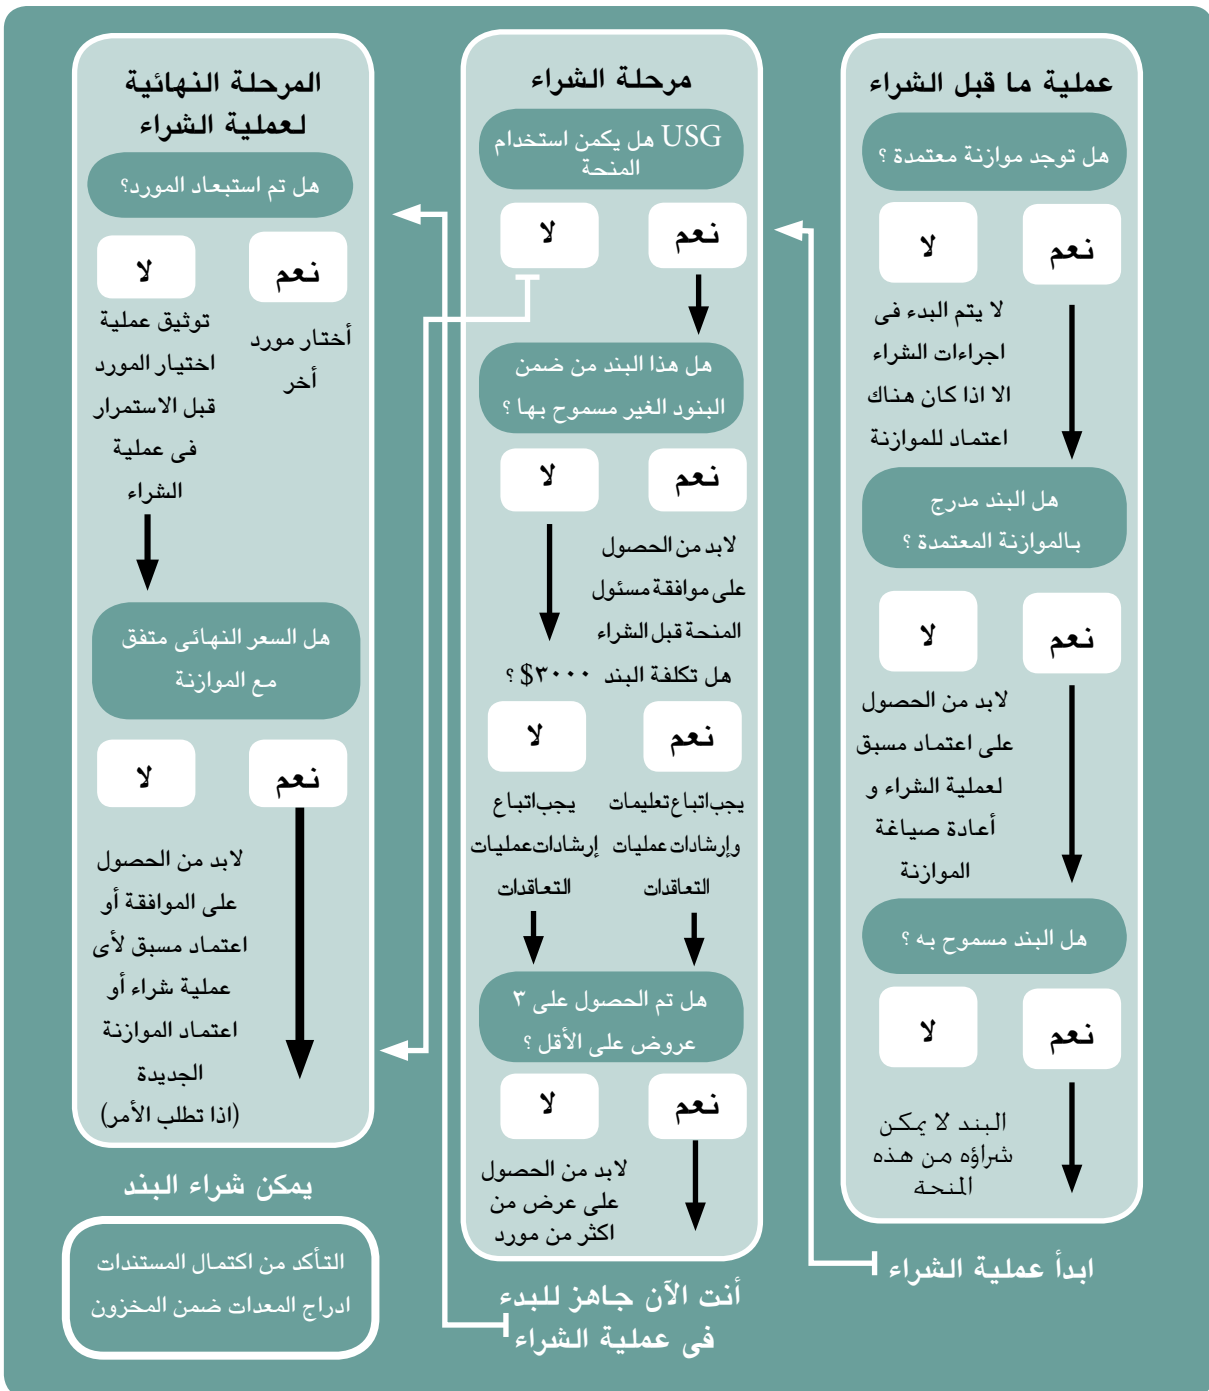 عملية ما قبل الشراء
هل توجد موازنة معتمدة ؟
نعم
لا
لا يتم البدء فى
اجراءات الشراء
الا اذا كان هناك
اعتماد للموازنة
هل البند مدرج
بالموازنة المعتمدة ؟
نعم
لا
لابد من الحصول
على اعتماد مسبق
لعملية الشراء و
أعادة صياغة
الموازنة
هل البند مسموح به ؟
نعم
لا
البند لا يمكن
شراؤه من هذه
المنحة
ابدأ عملية الشراء
مرحلة الشراء
USG هل يكمن استخدام
المنحة
نعم
لا
هل هذا البند من ضمن
البنود الغير مسموح بها ؟
نعم
لا
لابد من الحصول
على موافقة مسئول
المنحة قبل الشراء
هل تكلفة البند ٣٠٠٠$ ؟
نعم
لا
يجب اتباع تعليمات
وإرشادات عمليات
التعاقدات
يجب اتباع
إرشادات عمليات
التعاقدات
هل تم الحصول على ٣
عروض على الأقل ؟
نعم
لا
لابد من الحصول
على عرض من
اكثر من مورد
أنت الآن جاهز للبدء
فى عملية الشراء
المرحلة النهائية
لعملية الشراء
هل تم استبعاد المورد؟
نعم
لا
أختار مورد
أخر
توثيق عملية
اختيار المورد
قبل الاستمرار
فى عملية
الشراء
هل السعر النهائى متفق
مع الموازنة
نعم
لا
لابد من الحصول
على الموافقة أو
اعتماد مسبق لأى
عملية شراء أو
اعتماد الموازنة
الجديدة
(اذا تطلب الأمر)
يمكن شراء البند
التأكد من اكتمال المستندات
ادراج المعدات ضمن المخزون